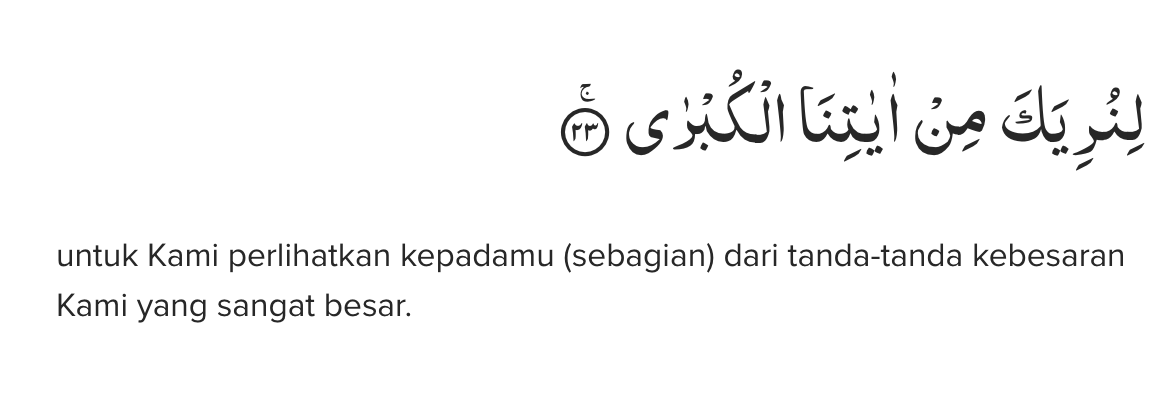 لِنُرِيَكَ مِنْ اٰيٰتِنَا الْكُبْرٰى ۚ ٢٣
untuk Kami perlihatkan kepadamu (sebagian) dari tanda-tanda kebesaran
Kami yang sangat besar.